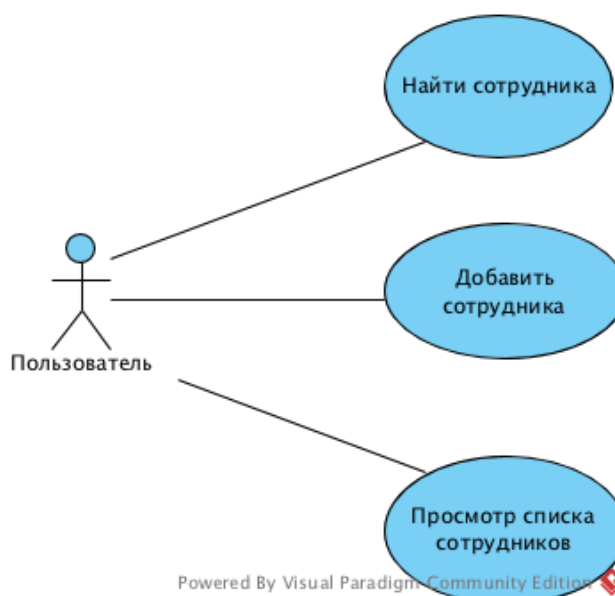 Найти сотрудника
Добавить
сотрудника
Пользователь
Просмотр списка
сотрудников
Powered By Visual Paradigm Community Edition